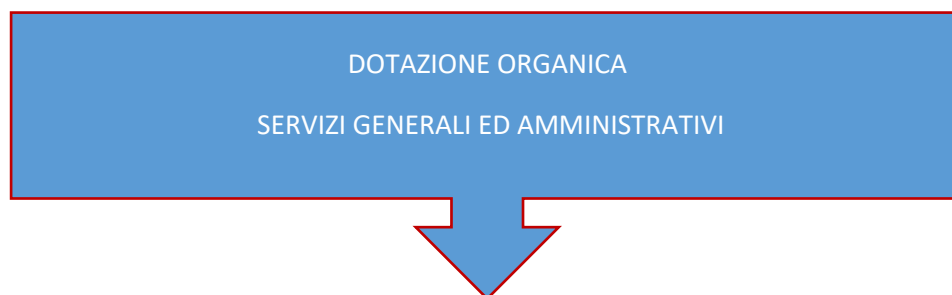 DOTAZIONE ORGANICA
SERVIZI GENERALI ED AMMINISTRATIVI